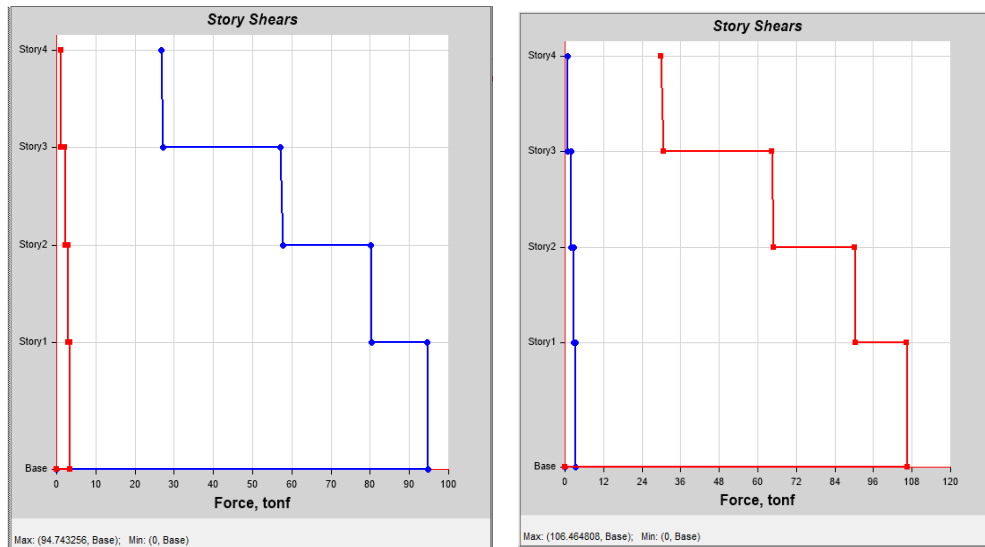 Story Shears
Story4
Story3
Story2
Story1
Base
0 10 20 30 40 50 60 70 80 90 100
Force, tonf
Max: (94.743256, Base); Min: (0, Base)
Story Shears
Story4
Story3
Story2
Story1
Base
0 12 24 36 48 60 72 84 96 108 120
Force, tonf
Max: (106.464808, Base); Min: (0, Base)